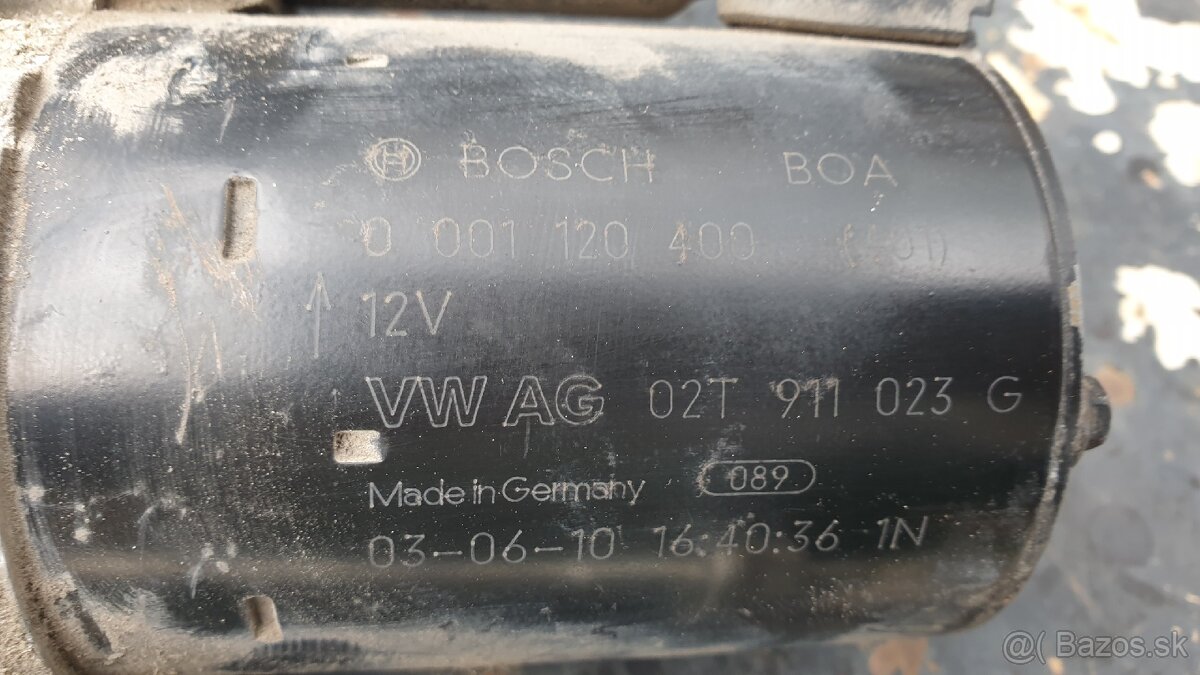 BOSCH BOA
0 001 120 400
12V
VW AG 02T 911 023 G
Made in Germany 089
03-06-10 16:40:36 1N
@( Bazos.sk